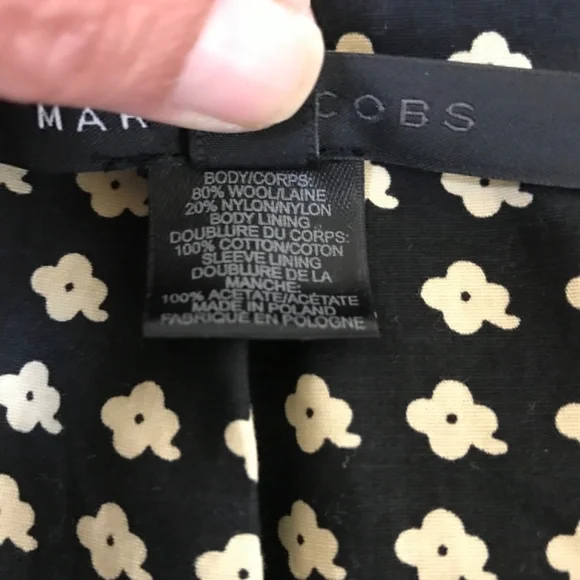 MAR COBS
BODY/CORPS:
80% WOOL/LAINE
20% NYLON/NYLON
BODY LINING
DOUBLURE DU CORPS:
100% COTTON/COTON
SLEEVE LINING
DOUBLURE DE LA
MANCHE:
100% ACETATE/ACÉTATE
MADE IN POLAND
FABRIQUE EN POLOGNE